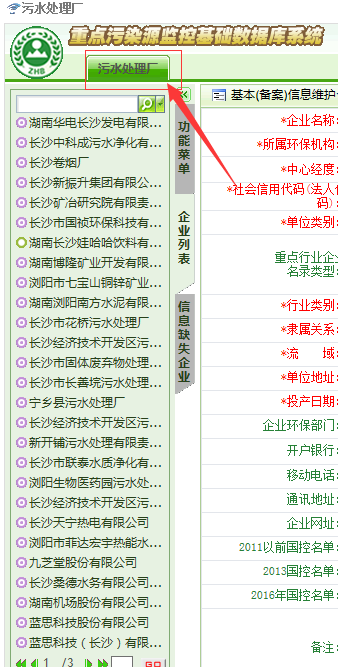 污水处理厂
重点污染源监控基础数据库系统
ZHB
污水处理厂
湖南华电长沙发电有限...
长沙中科成污水净化有...
长沙卷烟厂
长沙新振升集团有限公...
长沙矿冶研究院有限责...
长沙市国祯环保科技有...
湖南长沙娃哈哈饮料有...
湖南博隆矿业开发有限...
浏阳市七宝山铜锌矿业...
湖南浏阳南方水泥有限...
长沙市花桥污水处理厂
长沙经济技术开发区污...
长沙市固体废弃物处理...
长沙市长善垸污水处理...
宁乡县污水处理厂
长沙经济技术开发区污...
新开铺污水处理有限责...
长沙市联泰水质净化有...
浏阳生物医药园污水处...
长沙经济技术开发区污...
长沙天宁热电有限公司
浏阳市菲达宏宇热能水...
九芝堂股份有限公司
长沙桑德水务有限公司
湖南机场股份有限公司
蓝思科技股份有限公司
蓝思科技（长沙）有限...
1 /3 GO
功能菜单
企业列表
信息缺失企业
基本(备案)信息维护
*企业名称:
*所属环保机构:
*中心经度:
*社会信用代码(法人代
码):
*单位类别:
重点行业企业
名录类型:
*行业类别:
*隶属关系:
*流 域:
*单位地址:
*投产日期:
企业环保部门:
开户银行:
移动电话:
通讯地址:
企业网址:
2011以前国控名单:
2013国控名单:
2016年国控名单:
备注: